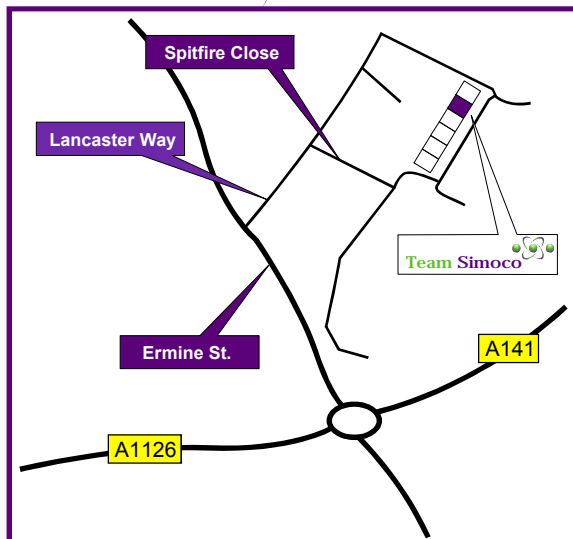 Spitfire Close
Lancaster Way
Team Simoco
Ermine St.
A141
A1126